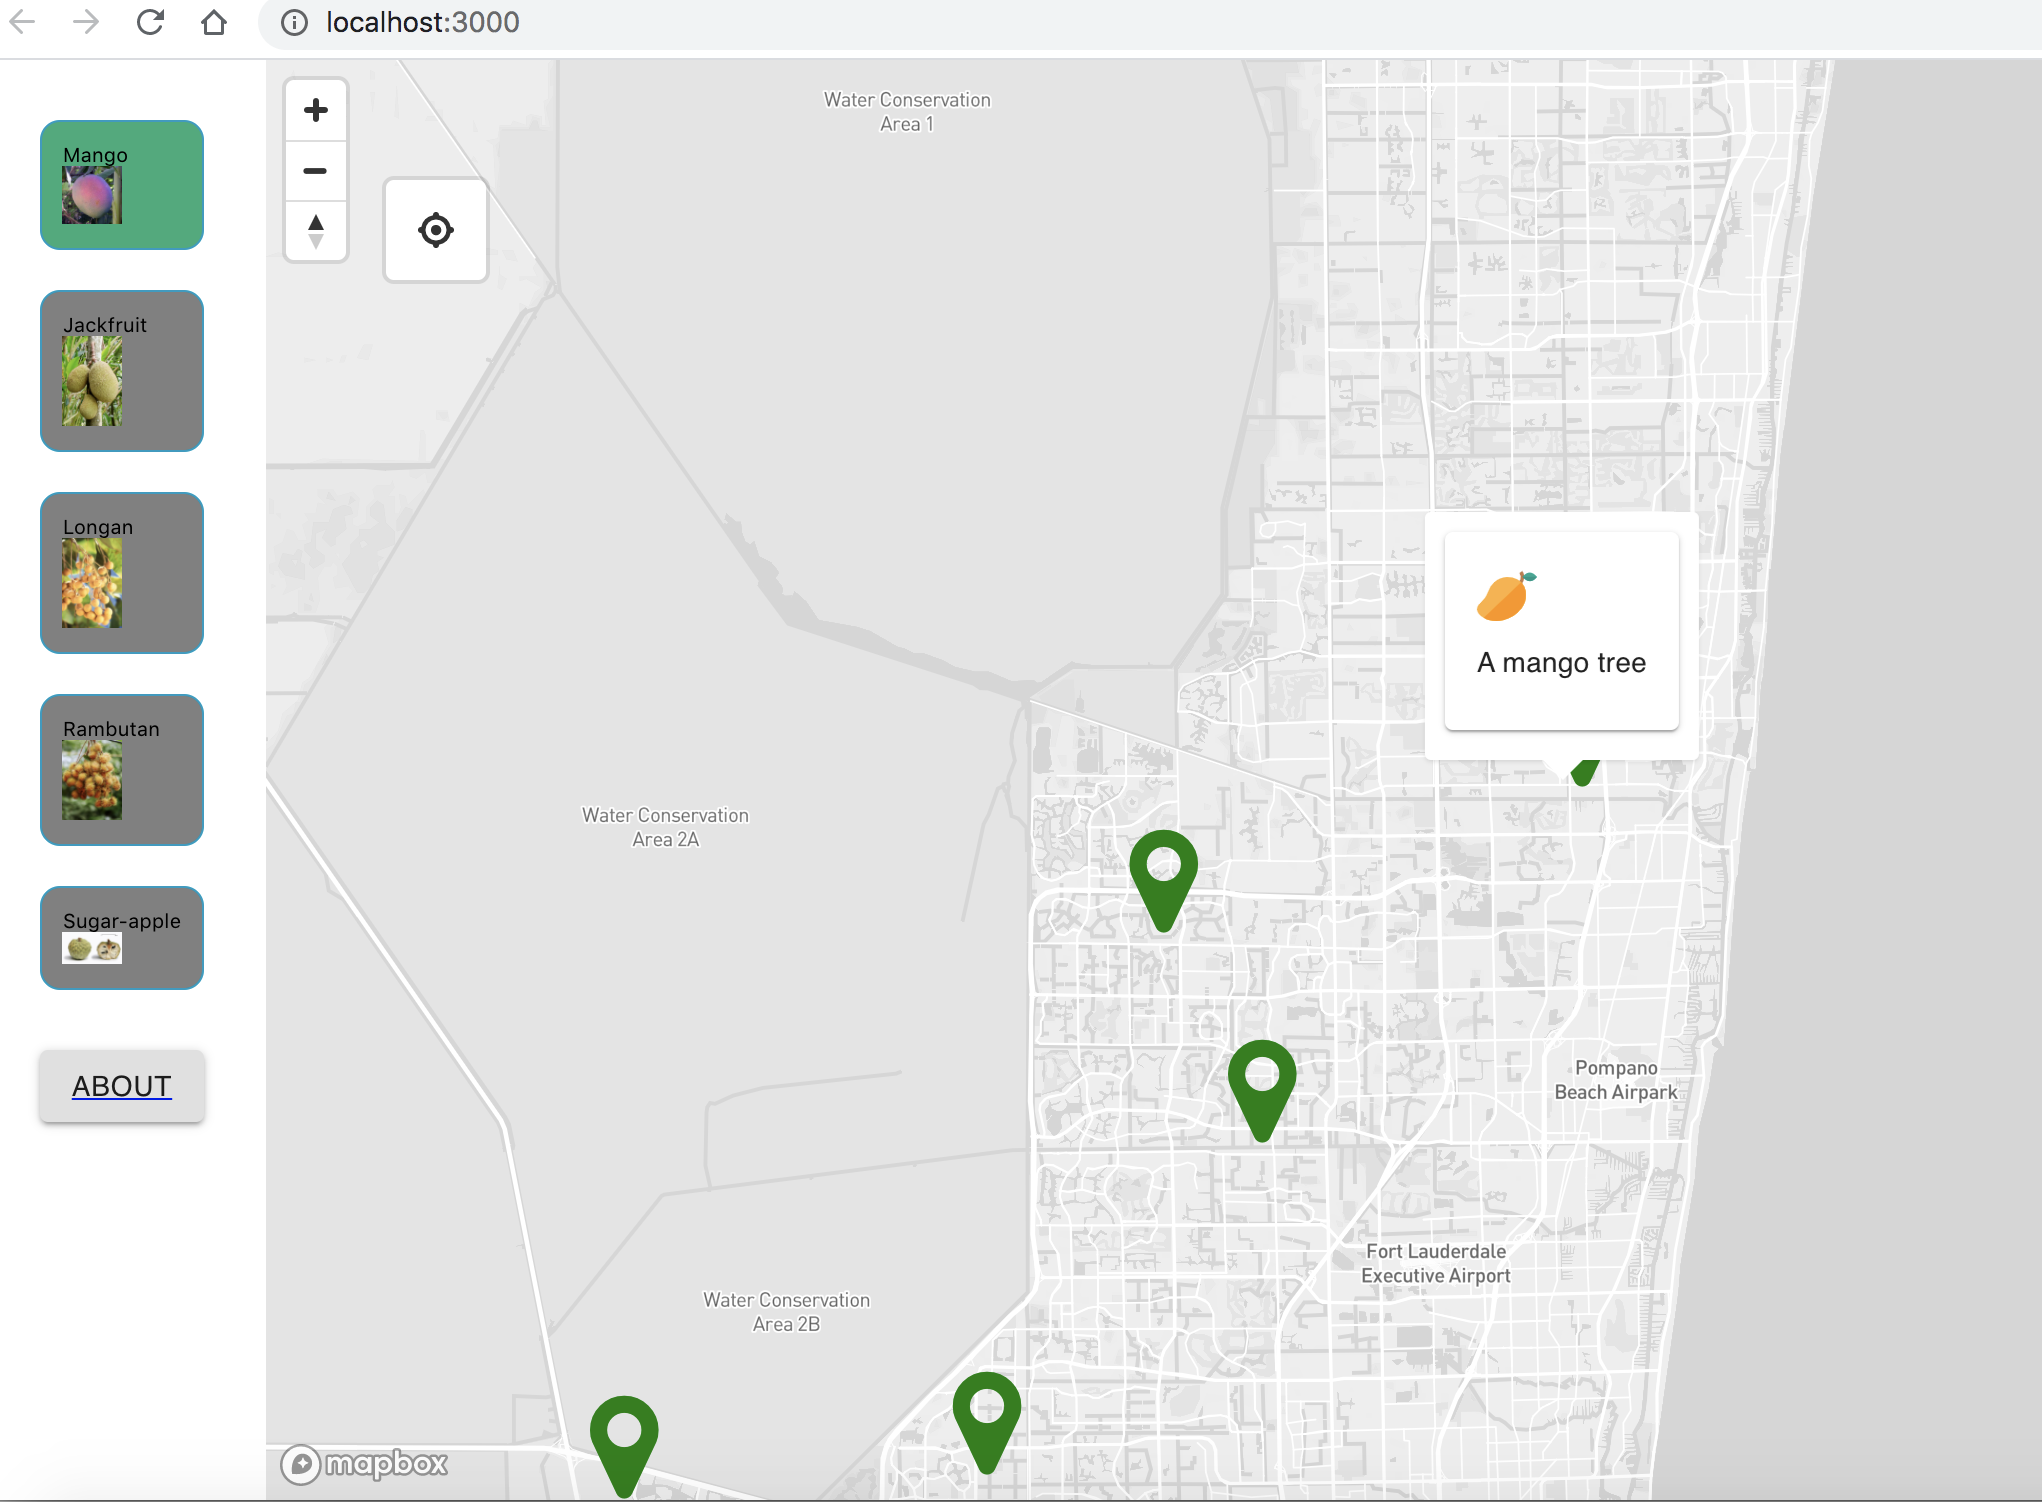 localhost:3000
Mango
Jackfruit
Longan
Rambutan
Sugar-apple
ABOUT
Water Conservation
Area 1
A mango tree
Water Conservation
Area 2A
Pompano
Beach Airpark
Fort Lauderdale
Executive Airport
Water Conservation
Area 2B
mapbox